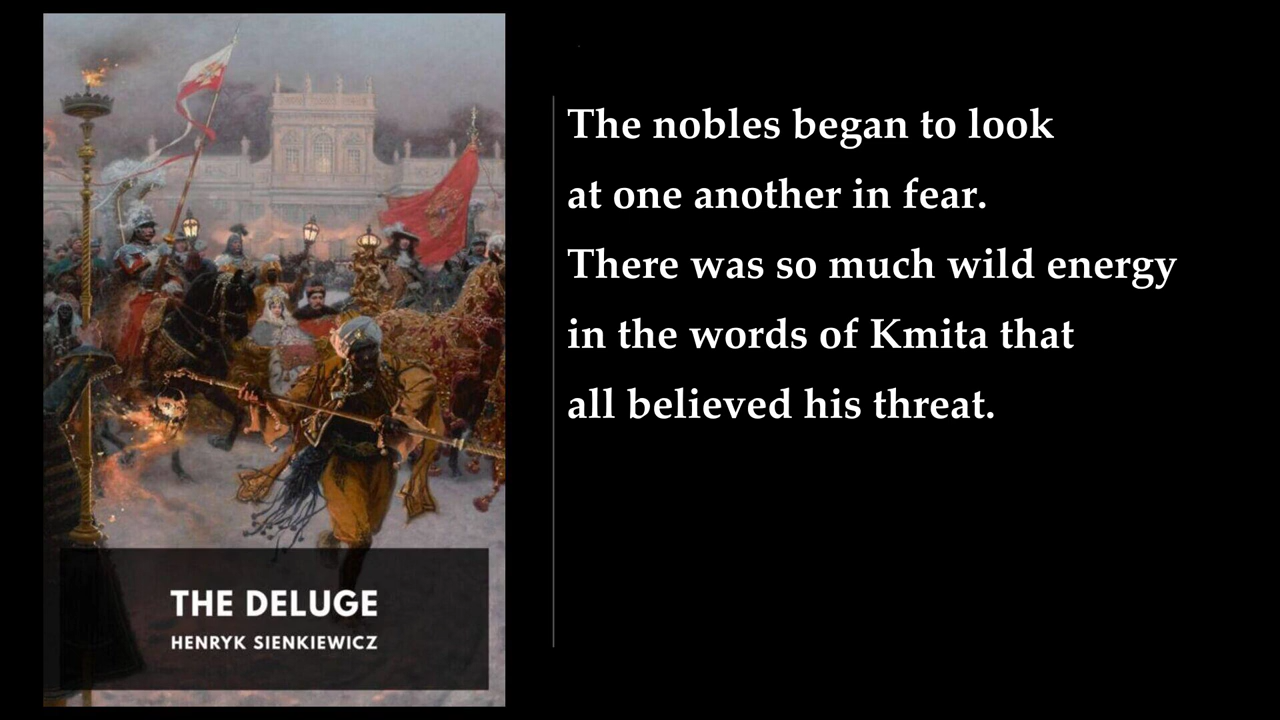 The nobles began to look
at one another in fear.
There was so much wild energy
in the words of Kmita that
all believed his threat.
THE DELUGE
HENRYK SIENKIEWICZ